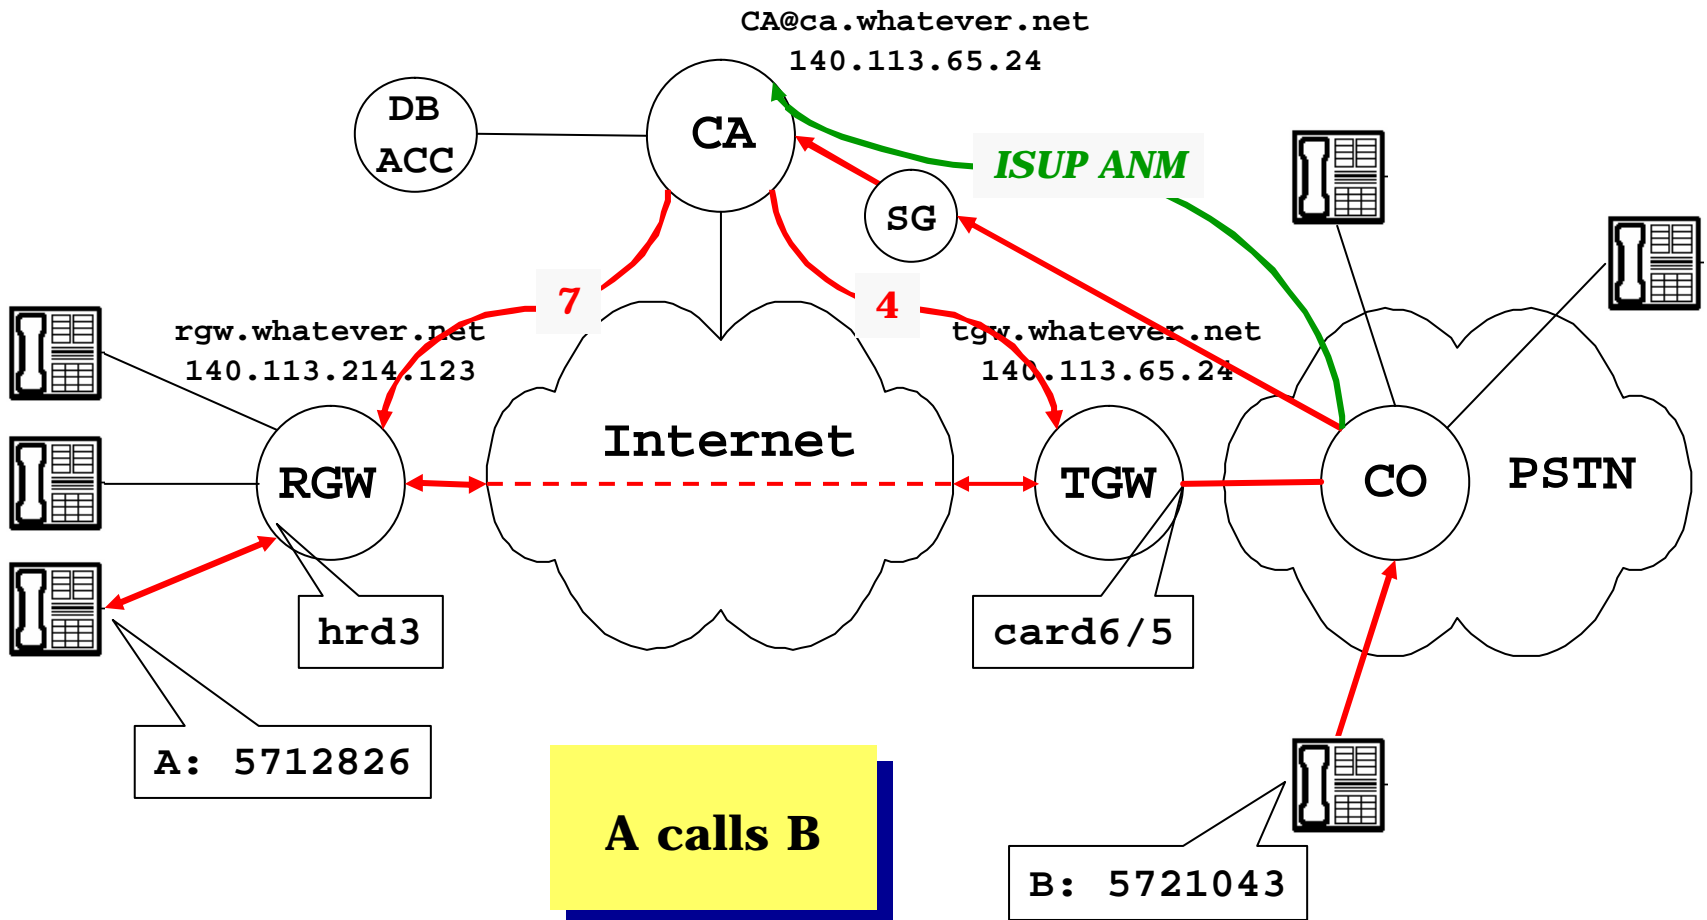 CA@ca.whatever.net
140.113.65.24
DB
ACC
CA
ISUP ANM
SG
7
4
rgw.whatever.net
140.113.214.123
tgw.whatever.net
140.113.65.24
Internet
RGW
TGW
CO
PSTN
hrd3
card6/5
A: 5712826
A calls B
B: 5721043